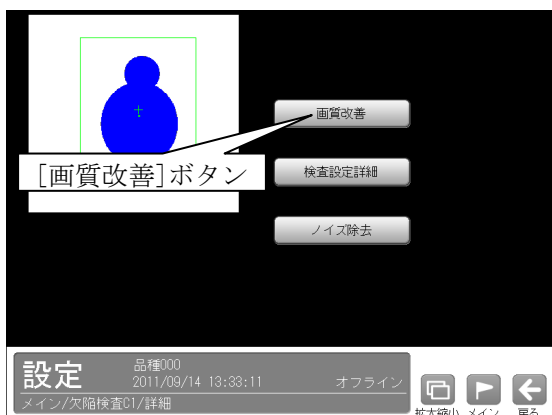 画質改善
[画質改善]ボタン
検査設定詳細
ノイズ除去
設定
品種000
2011/09/14 13:33:11
オフライン
メイン/欠陥検査C1/詳細
拡大縮小
メイン
戻る